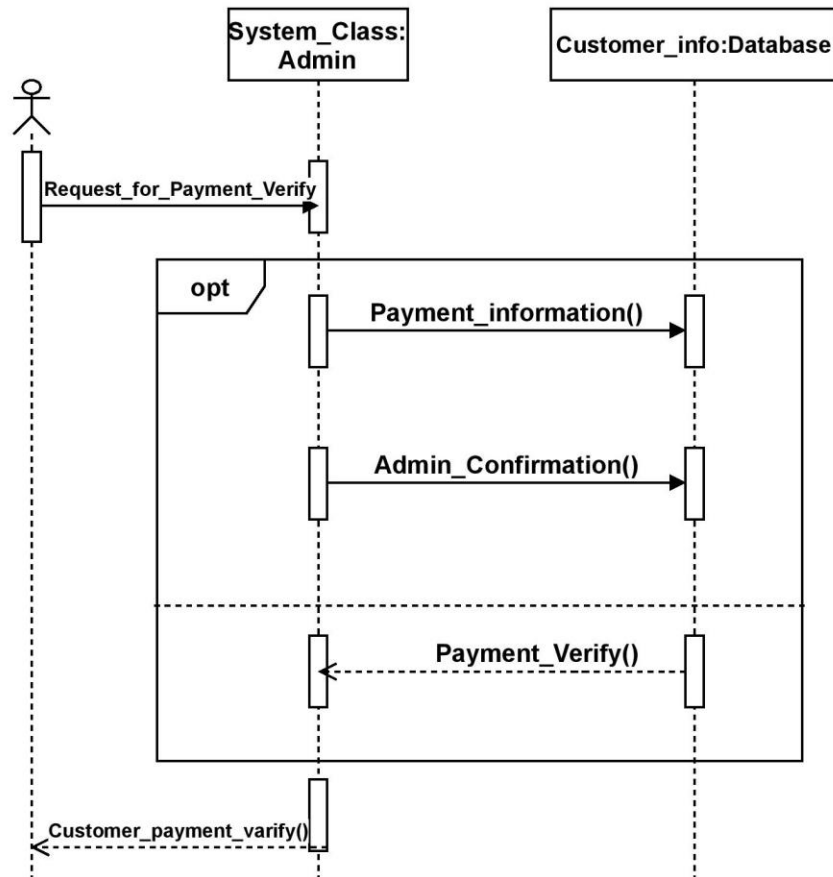 System_Class:
Admin
Customer_info:Database
Request_for_Payment_Verify
opt
Payment_information()
Admin_Confirmation()
Payment_Verify()
Customer_payment_varify()